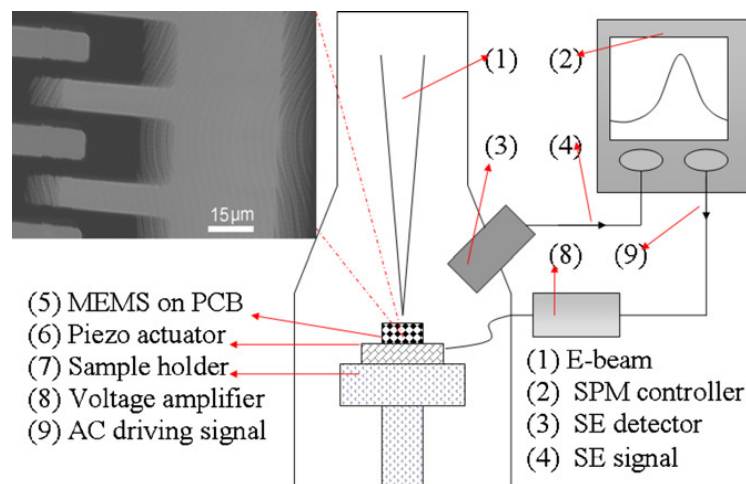 (1)
(2)
(3)
(4)
15μm
(8)
(9)
(5) MEMS on PCB
(6) Piezo actuator
(7) Sample holder
(8) Voltage amplifier
(9) AC driving signal
(1) E-beam
(2) SPM controller
(3) SE detector
(4) SE signal